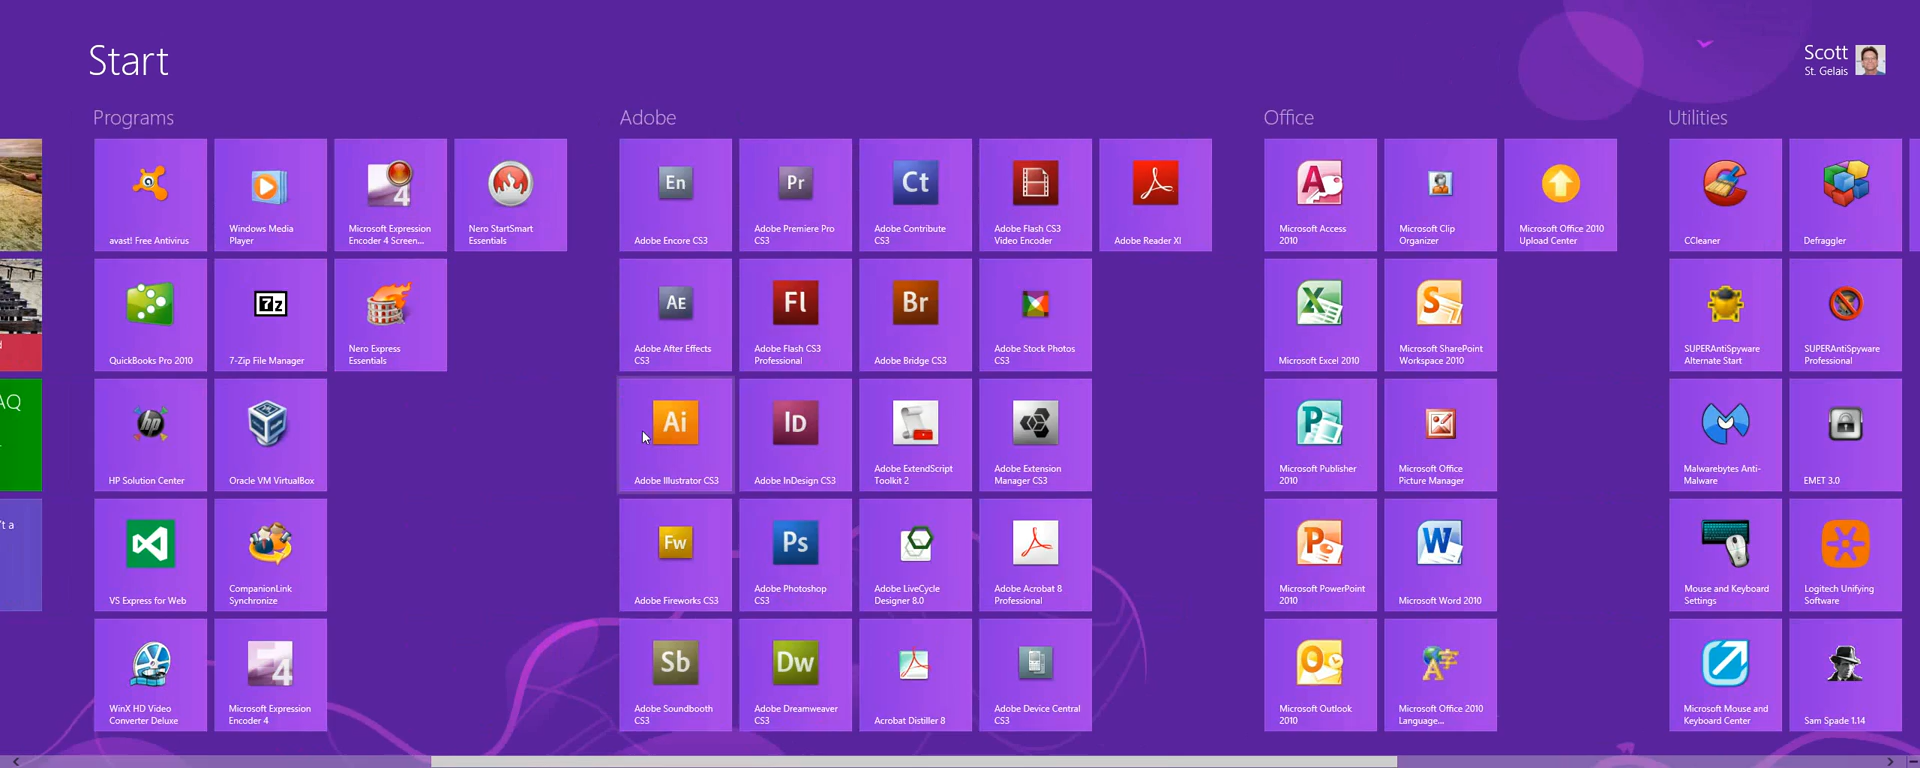 Start
Scott
St. Gelais
AQ
't a
Programs
avast! Free Antivirus
Windows Media
Player
4
Microsoft Expression
Encoder 4 Screen...
Nero StartSmart
Essentials
QuickBooks Pro 2010
7z
7-Zip File Manager
Nero Express
Essentials
hp
HP Solution Center
Oracle VM VirtualBox
VS Express for Web
CompanionLink
Synchronize
WinX HD Video
Converter Deluxe
4
Microsoft Expression
Encoder 4
Adobe
En
Adobe Encore CS3
Pr
Adobe Premiere Pro
CS3
Ct
Adobe Contribute
CS3
Adobe Flash CS3
Video Encoder
Adobe Reader XI
AE
Adobe After Effects
CS3
Fl
Adobe Flash CS3
Professional
Br
Adobe Bridge CS3
Adobe Stock Photos
CS3
Ai
Adobe Illustrator CS3
ID
Adobe InDesign CS3
Adobe ExtendScript
Toolkit 2
Adobe Extension
Manager CS3
Fw
Adobe Fireworks CS3
Ps
Adobe Photoshop
CS3
Adobe LiveCycle
Designer 8.0
Adobe Acrobat 8
Professional
Sb
Adobe Soundbooth
CS3
Dw
Adobe Dreamweaver
CS3
Acrobat Distiller 8
Adobe Device Central
CS3
Office
A
Microsoft Access
2010
Microsoft Clip
Organizer
Microsoft Office 2010
Upload Center
X
Microsoft Excel 2010
S
Microsoft SharePoint
Workspace 2010
P
Microsoft Publisher
2010
Microsoft Office
Picture Manager
P
Microsoft PowerPoint
2010
W
Microsoft Word 2010
O
Microsoft Outlook
2010
A字
Microsoft Office 2010
Language...
Utilities
CCleaner
Defraggler
SUPERAntiSpyware
Alternate Start
SUPERAntiSpyware
Professional
Malwarebytes Anti-
Malware
EMET 3.0
Mouse and Keyboard
Settings
Logitech Unifying
Software
Microsoft Mouse and
Keyboard Center
Sam Spade 1.14